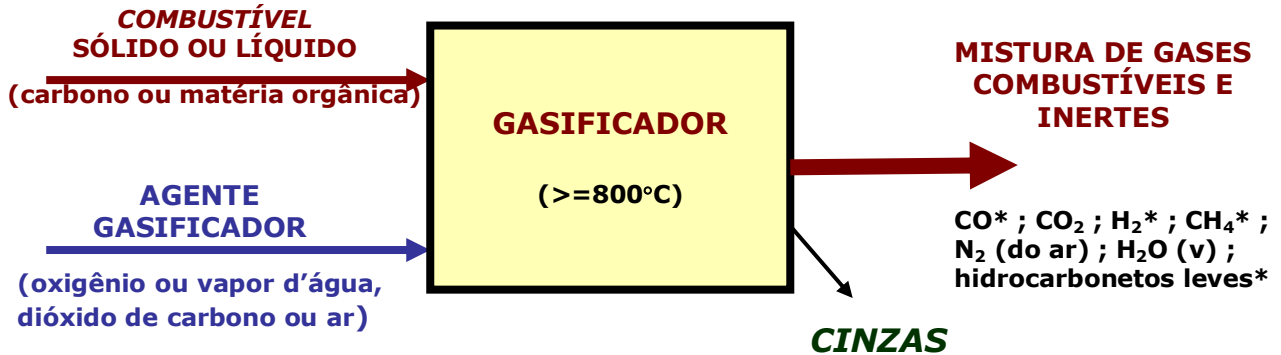 COMBUSTÍVEL
SÓLIDO OU LÍQUIDO
(carbono ou matéria orgânica)
AGENTE
GASIFICADOR
(oxigênio ou vapor d’água,
dióxido de carbono ou ar)
GASIFICADOR
(>=800°C)
MISTURA DE GASES
COMBUSTÍVEIS E
INERTES
CO* ; CO₂ ; H₂* ; CH₄* ;
N₂ (do ar) ; H₂O (v) ;
hidrocarbonetos leves*
CINZAS